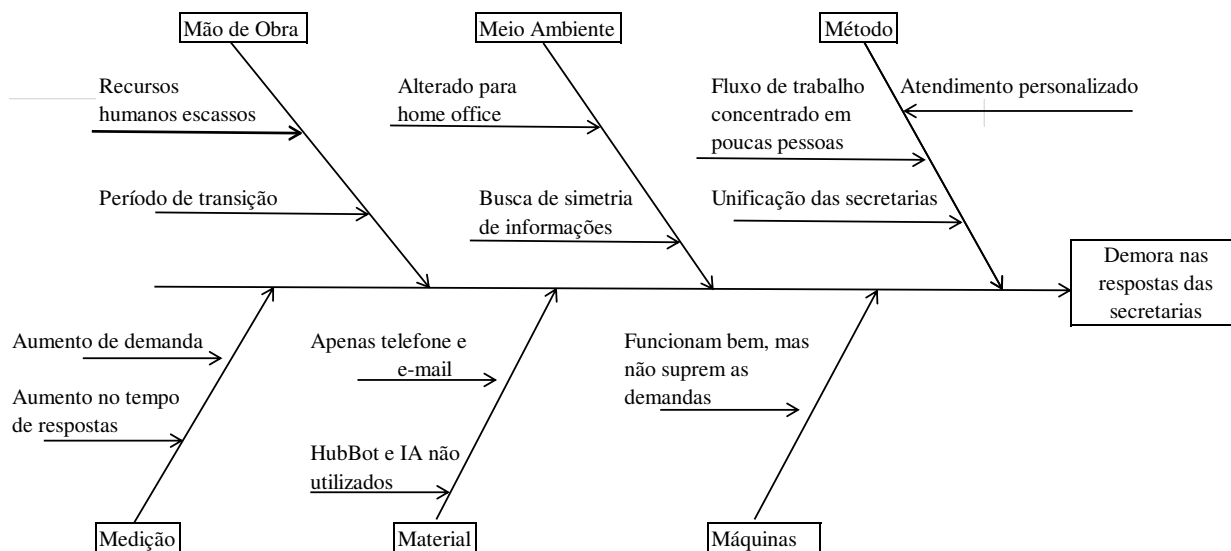 Mão de Obra
Meio Ambiente
Método
Recursos
humanos escassos
Período de transição
Alterado para
home office
Busca de simetria
de informações
Fluxo de trabalho
concentrado em
poucas pessoas
Atendimento personalizado
Unificação das secretarias
Demora nas
respostas das
secretarias
Aumento de demanda
Aumento no tempo
de respostas
Apenas telefone e
e-mail
HubBot e IA não
utilizados
Funcionam bem, mas
não suprem as
demandas
Medição
Material
Máquinas